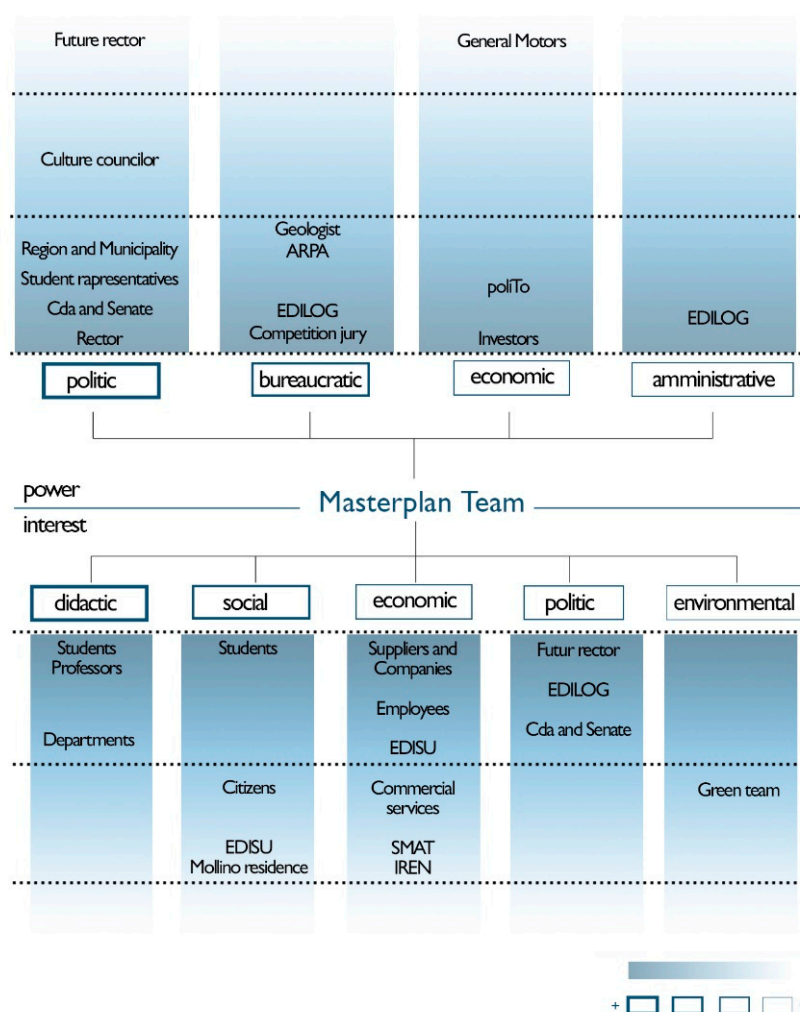 Future rector
General Motors
Culture councilor
Region and Municipality
Student rapresentatives
Cda and Senate
Rector
Geologist
ARPA
EDILOG
Competition jury
poliTo
Investors
EDILOG
politic
bureaucratic
economic
amministrative
power
Masterplan Team
interest
didactic
social
economic
politic
environmental
Students
Professors
Departments
Students
Citizens
EDISU
Mollino residence
Suppliers and
Companies
Employees
EDISU
Commercial
services
SMAT
IREN
Futur rector
EDILOG
Cda and Senate
Green team
+